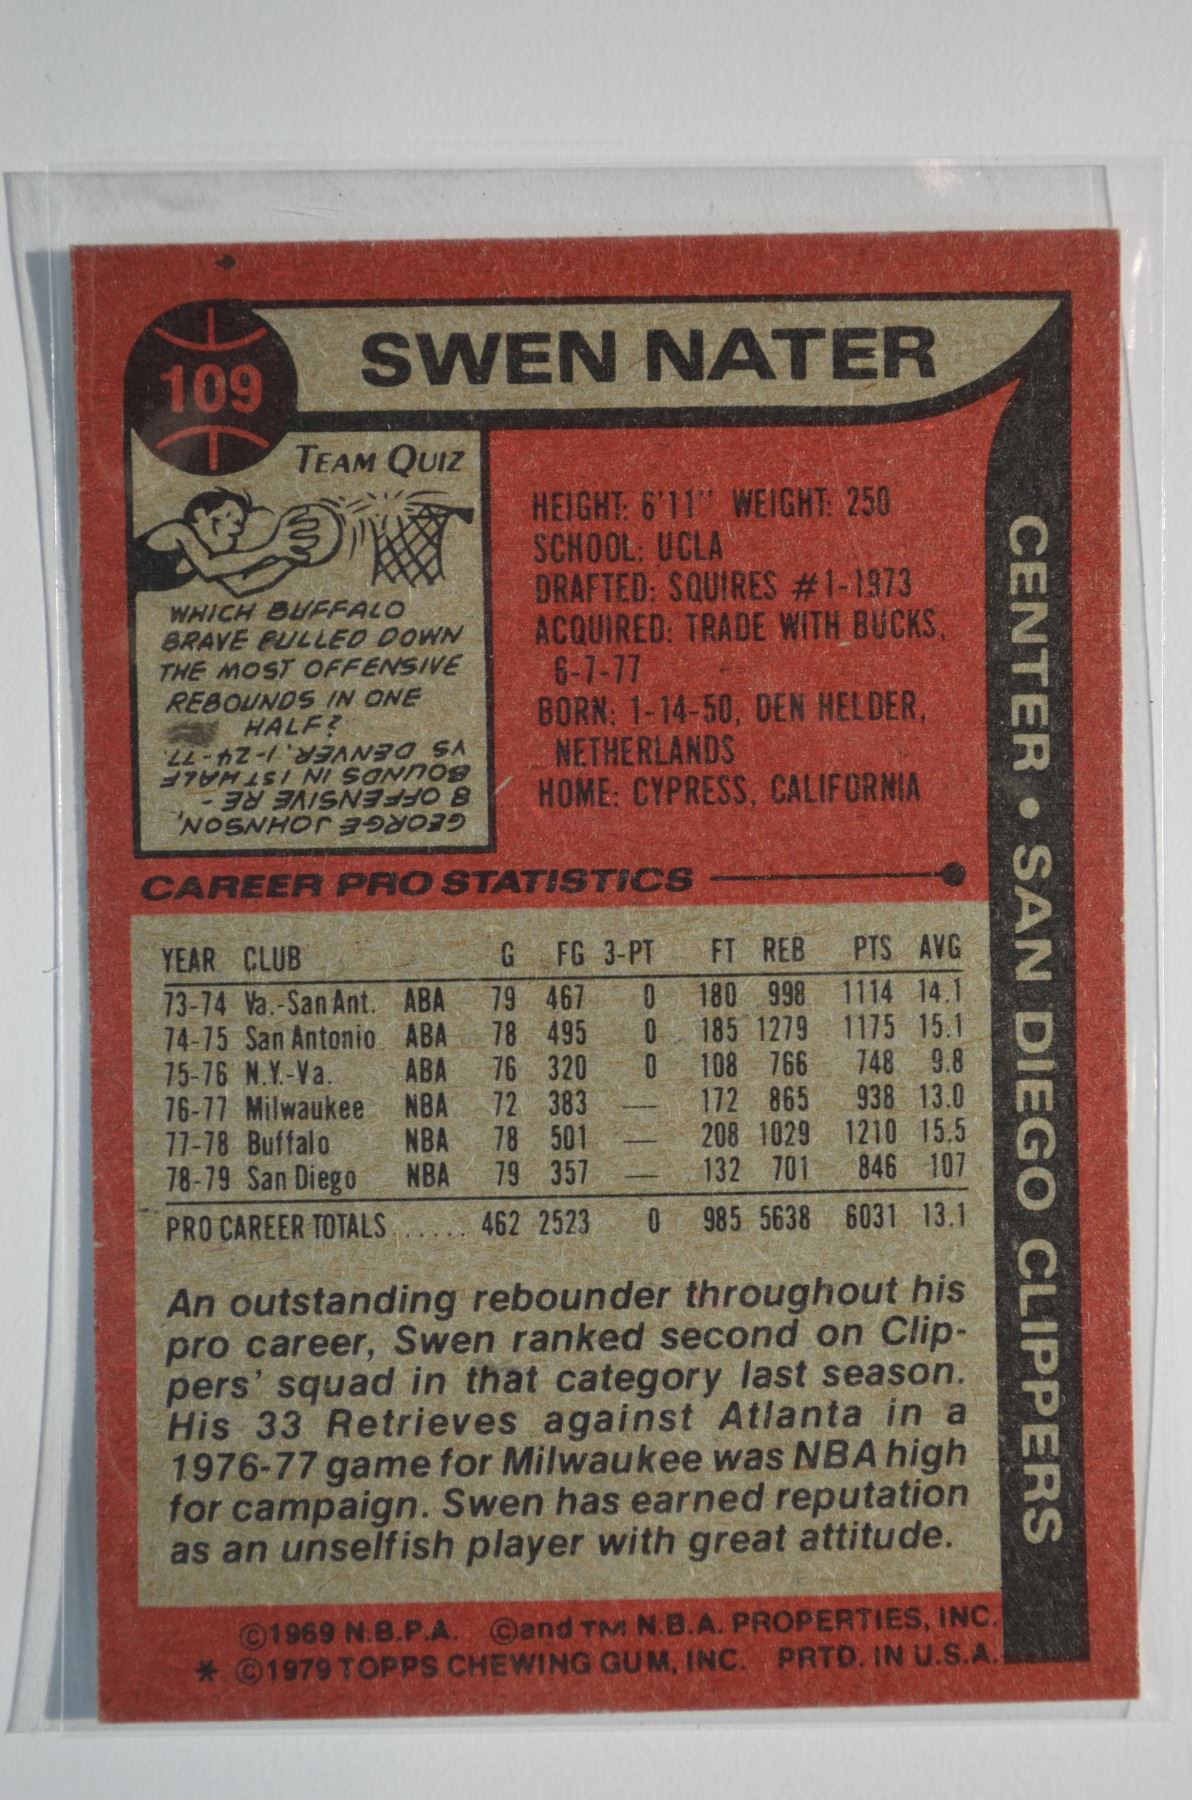 109
SWEN NATER
TEAM QUIZ
WHICH BUFFALO
BRAVE PULLED DOWN
THE MOST OFFENSIVE
REBOUNDS IN ONE
HALF?
GEORGE JOHNSON,
8 OFFENSIVE RE-
BOUNDS IN 1ST HALF
VS DENVER, 1-24-77.
HEIGHT: 6'11" WEIGHT: 250
SCHOOL: UCLA
DRAFTED: SQUIRES #1-1973
ACQUIRED: TRADE WITH BUCKS,
6-7-77
BORN: 1-14-50, DEN HELDER,
NETHERLANDS
HOME: CYPRESS, CALIFORNIA
CENTER • SAN DIEGO CLIPPERS
CAREER PRO STATISTICS
YEAR CLUB G FG 3-PT FT REB PTS AVG
73-74 Va.-San Ant. ABA 79 467 0 180 998 1114 14.1
74-75 San Antonio ABA 78 495 0 185 1279 1175 15.1
75-76 N.Y.-Va. ABA 76 320 0 108 766 748 9.8
76-77 Milwaukee NBA 72 383 — 172 865 938 13.0
77-78 Buffalo NBA 78 501 — 208 1029 1210 15.5
78-79 San Diego NBA 79 357 — 132 701 846 107
PRO CAREER TOTALS ...... 462 2523 0 985 5638 6031 13.1
An outstanding rebounder throughout his
pro career, Swen ranked second on Clip-
pers' squad in that category last season.
His 33 Retrieves against Atlanta in a
1976-77 game for Milwaukee was NBA high
for campaign. Swen has earned reputation
as an unselfish player with great attitude.
©1969 N.B.P.A. ©and TM N.B.A. PROPERTIES, INC.
* ©1979 TOPPS CHEWING GUM, INC. PRTD. IN U.S.A.